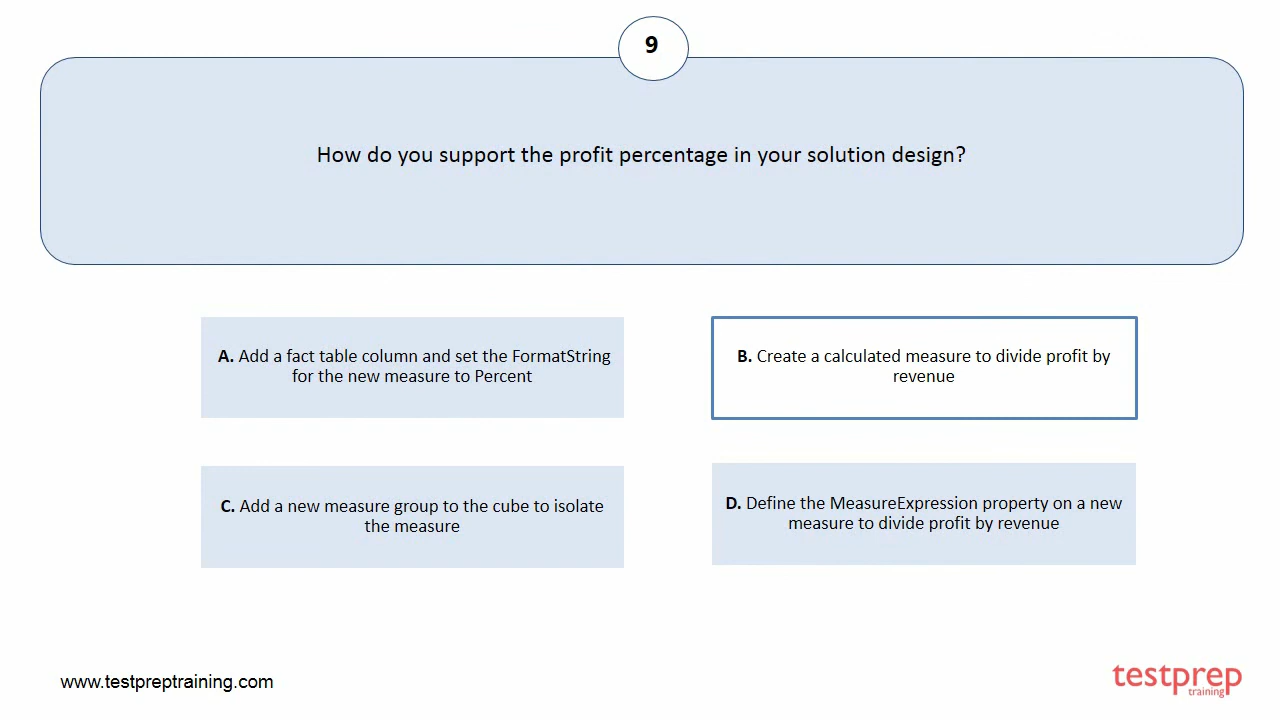 9
How do you support the profit percentage in your solution design?
A. Add a fact table column and set the FormatString
for the new measure to Percent
B. Create a calculated measure to divide profit by
revenue
C. Add a new measure group to the cube to isolate
the measure
D. Define the MeasureExpression property on a new
measure to divide profit by revenue
www.testpreptraining.com
testprep
training